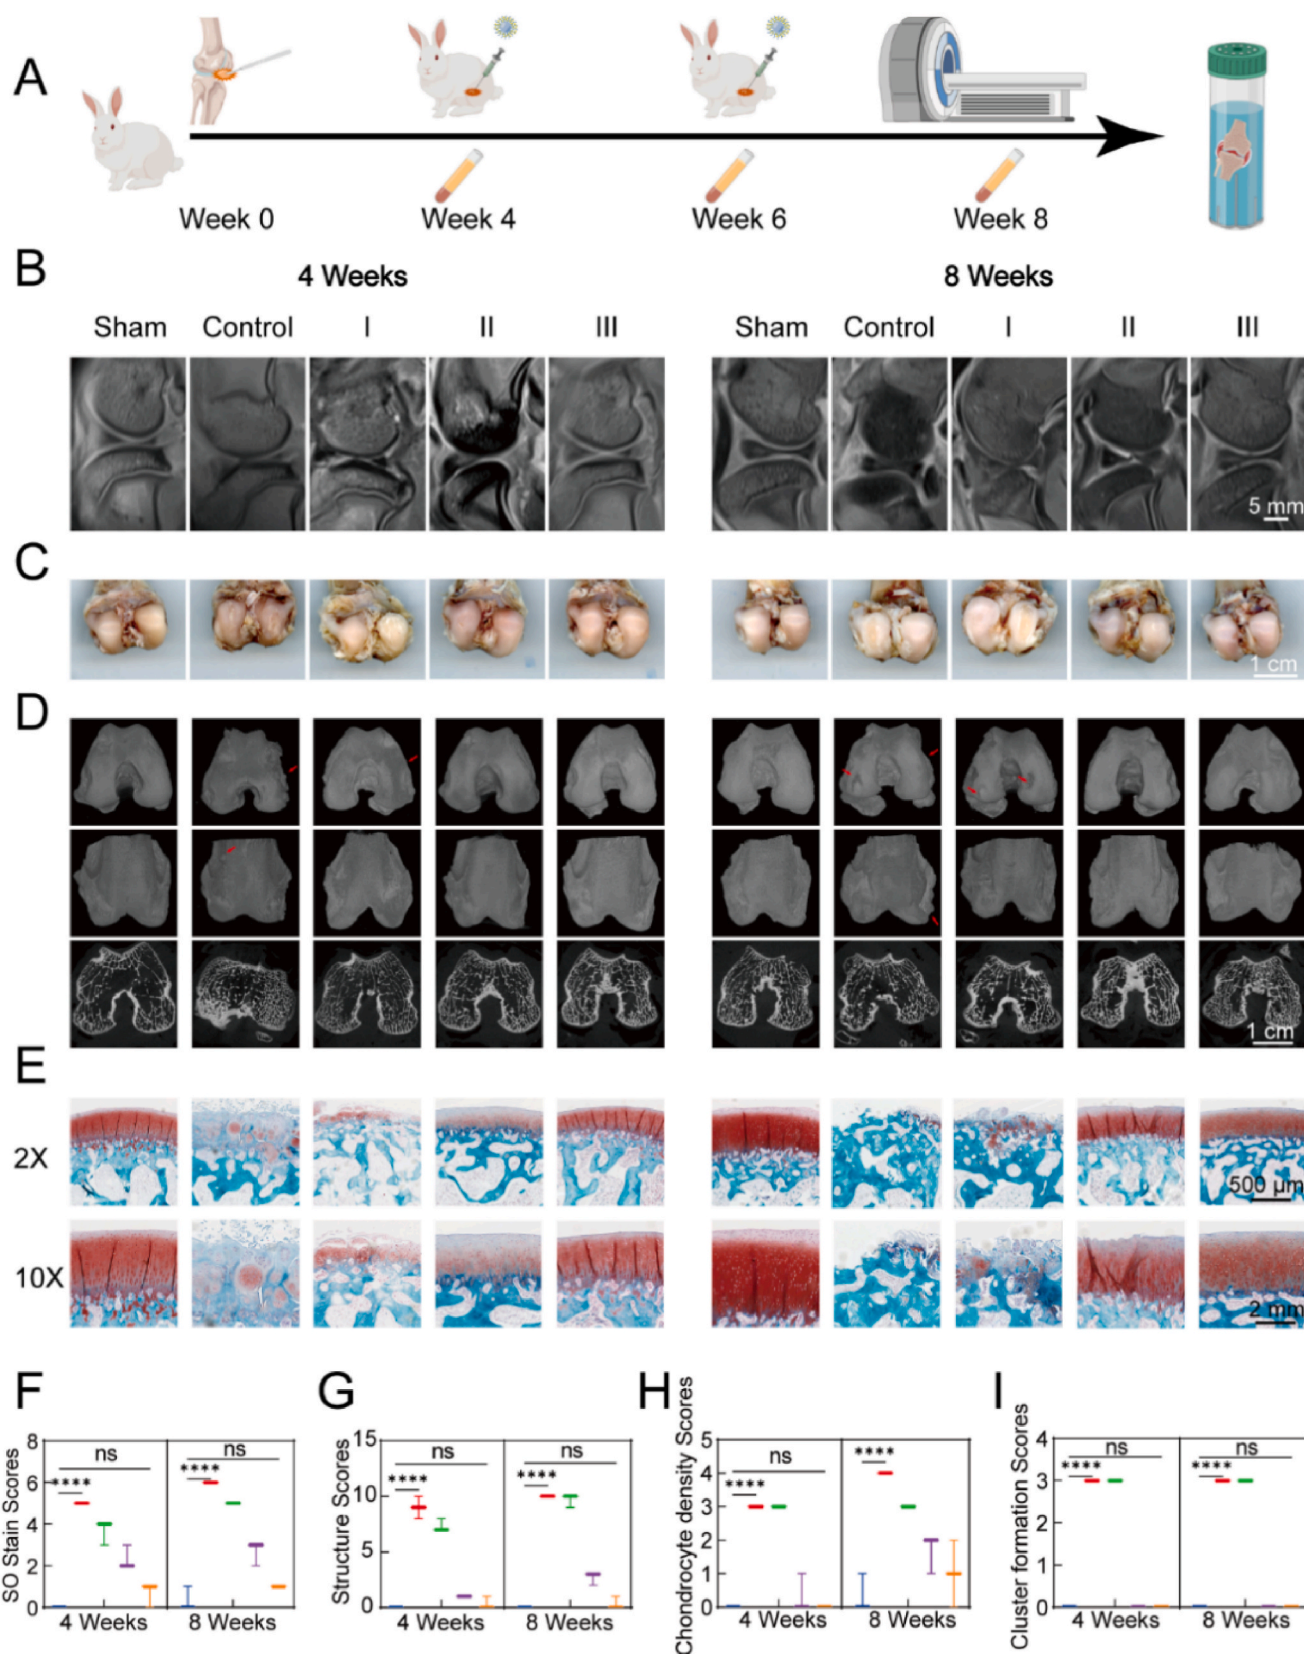 A
Week 0 Week 4 Week 6 Week 8
B
4 Weeks 8 Weeks
Sham Control I II III Sham Control I II III
5 mm
C
1 cm
D
1 cm
E
2X
500 µm
10X
2 mm
F
SO Stain Scores
8
6
4
2
0
ns ns
**** ****
4 Weeks 8 Weeks
G
Structure Scores
15
10
5
0
ns ns
**** ****
4 Weeks 8 Weeks
H
Chondrocyte density Scores
5
4
3
2
1
0
ns ns
**** ****
4 Weeks 8 Weeks
I
Cluster formation Scores
4
3
2
1
0
ns ns
**** ****
4 Weeks 8 Weeks